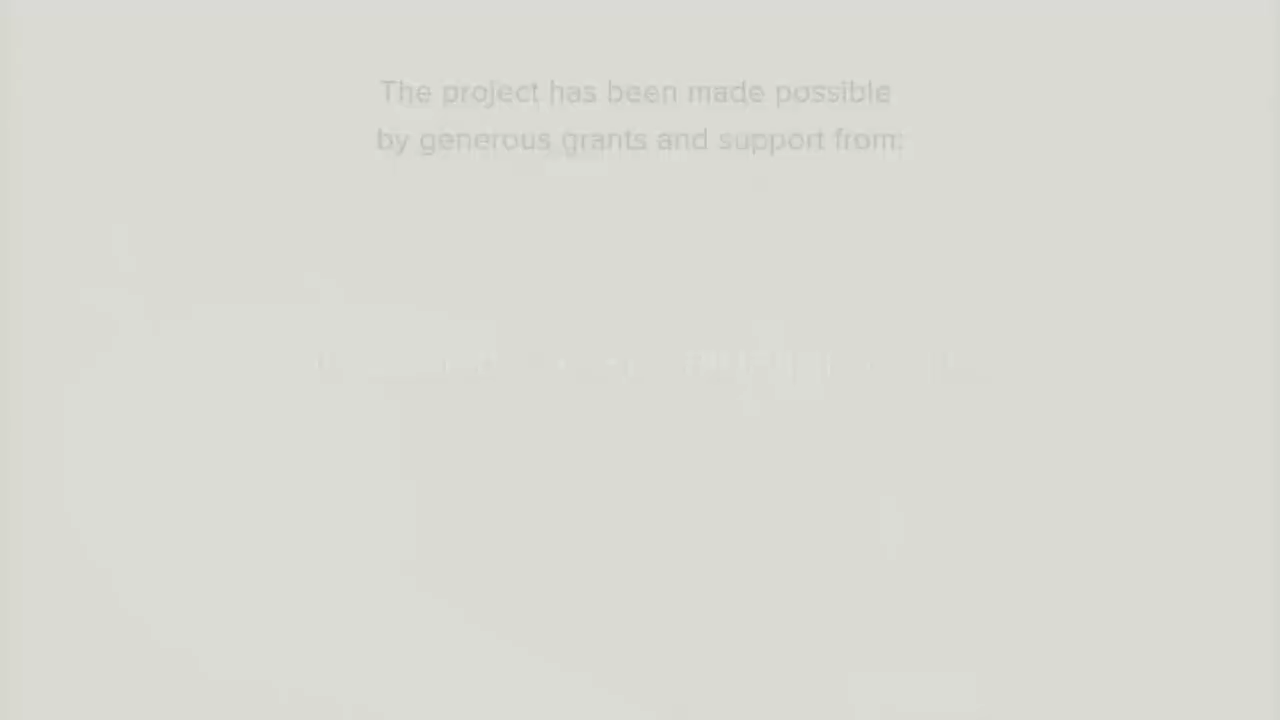 The project has been made possible
by generous grants and support from: